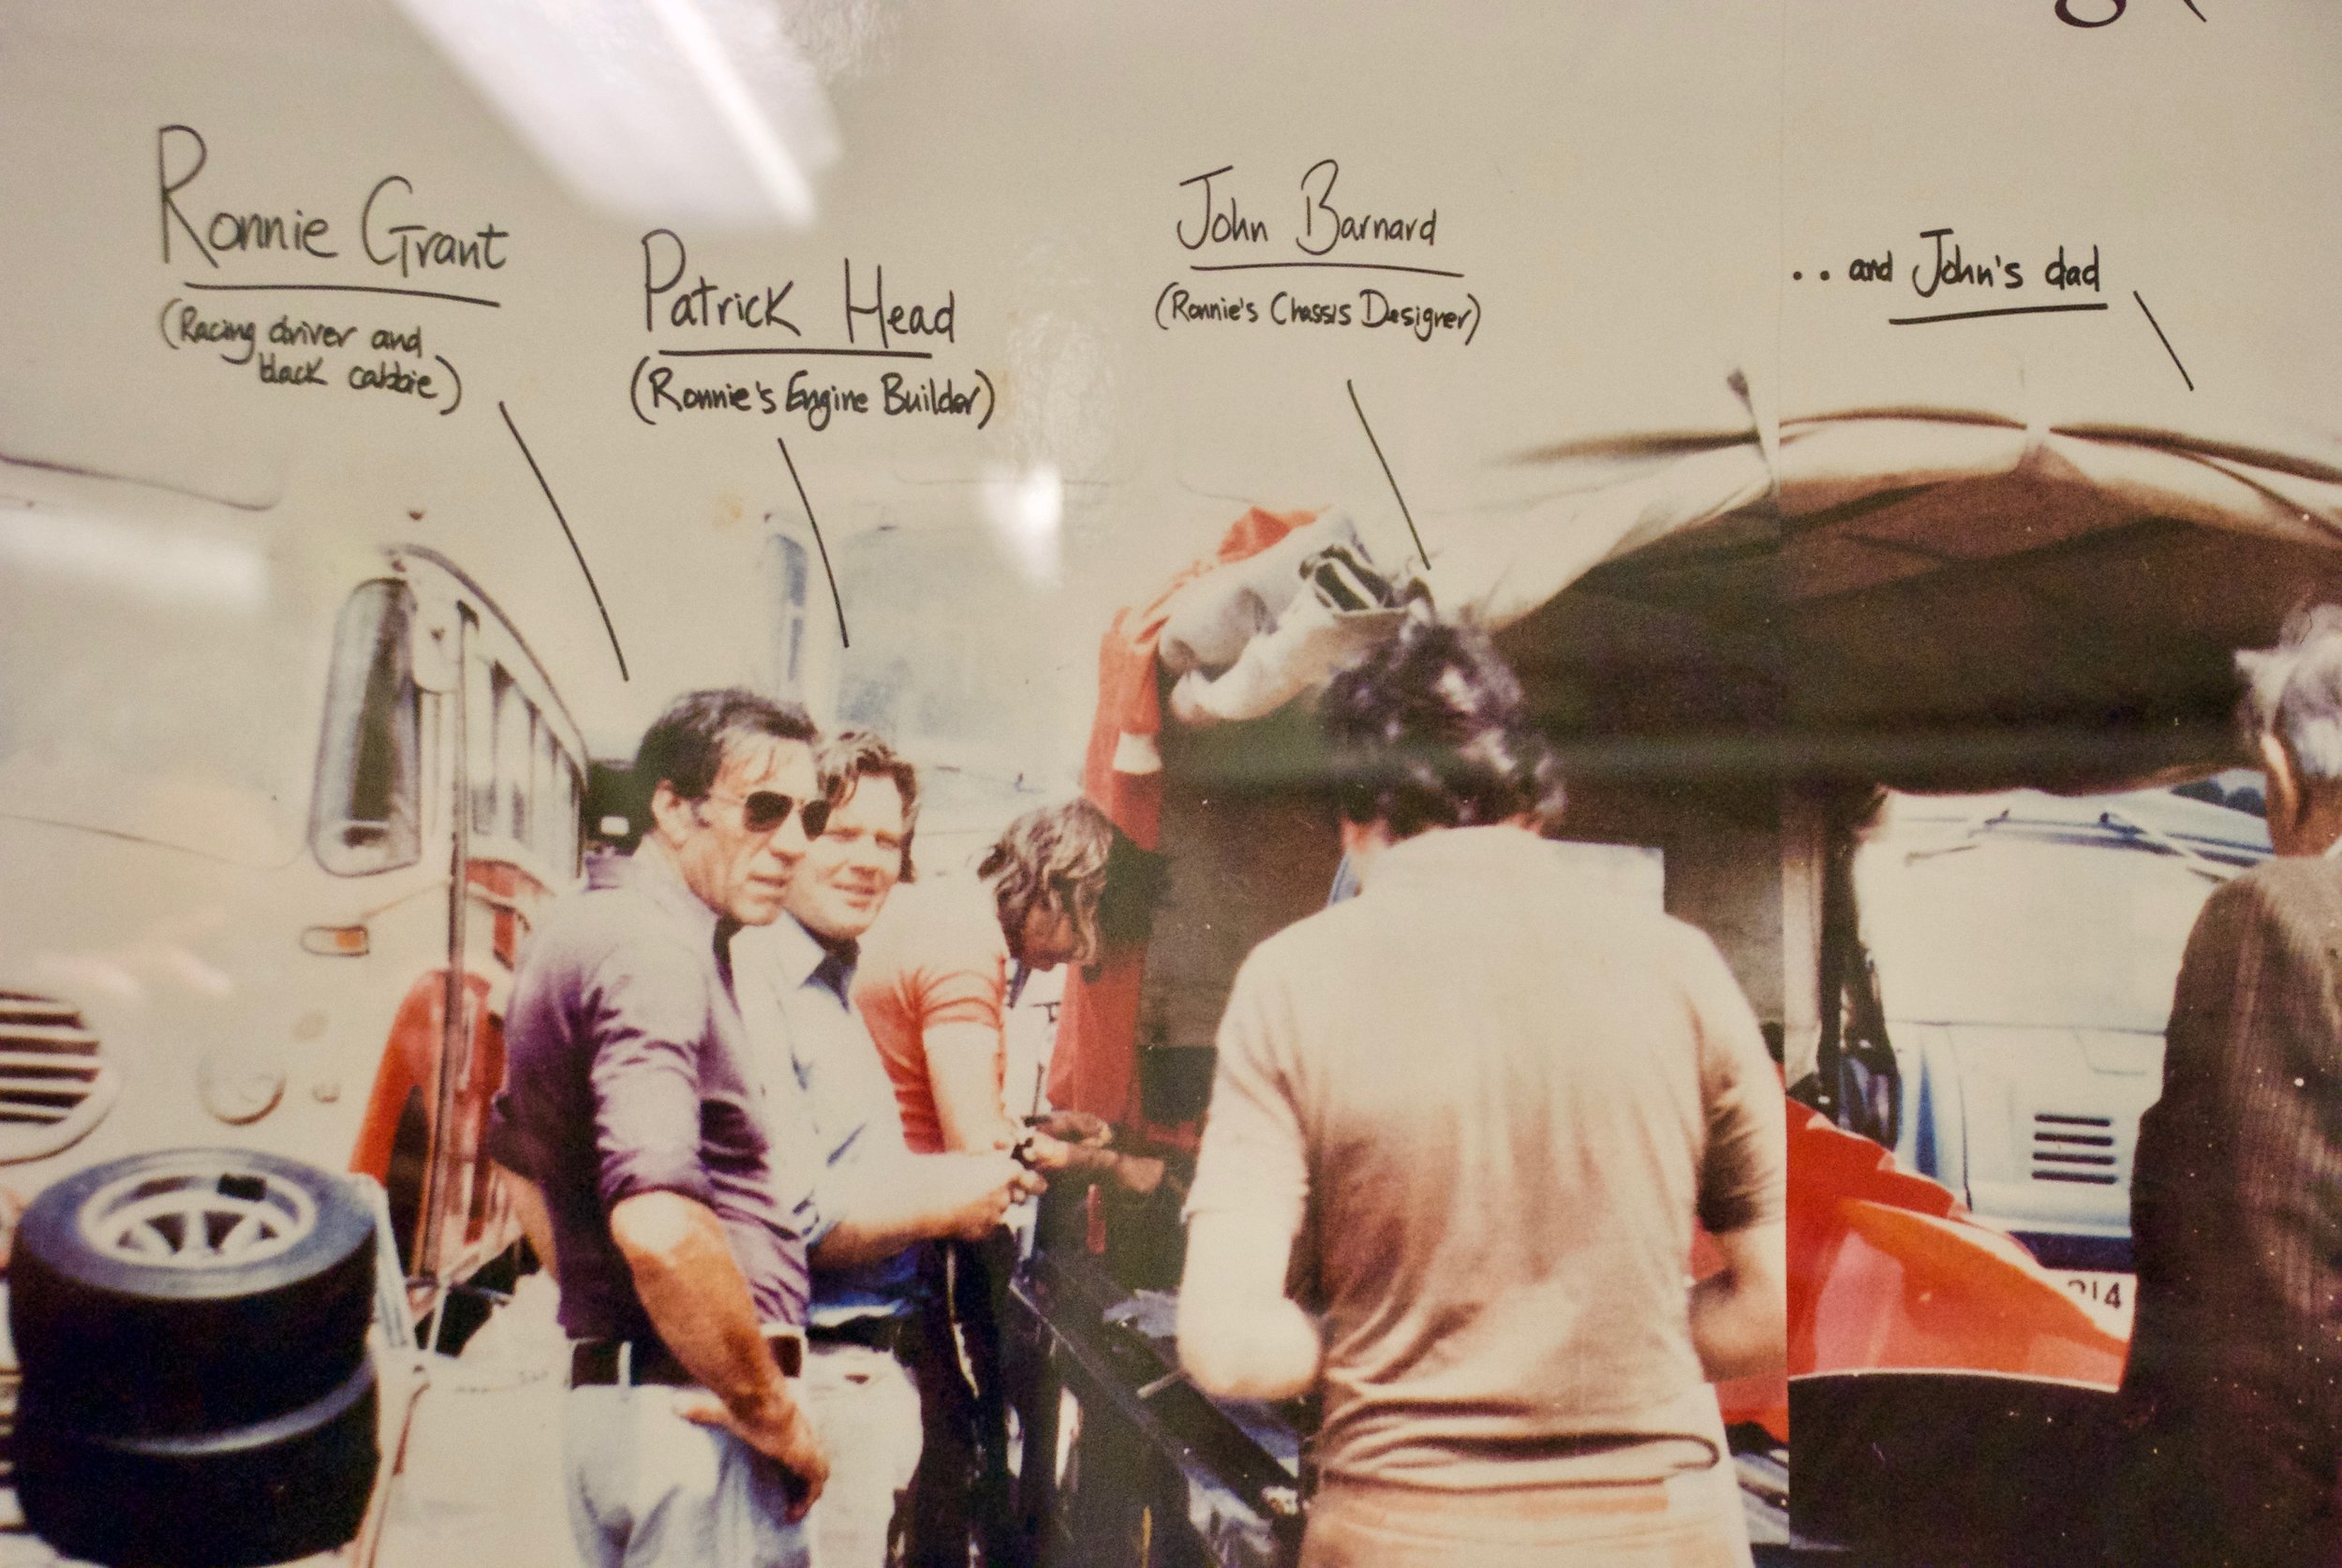 Ronnie Grant
(Racing driver and
black cabbie)
Patrick Head
(Ronnie's Engine Builder)
John Barnard
(Ronnie's Chassis Designer)
.. and John's dad
214